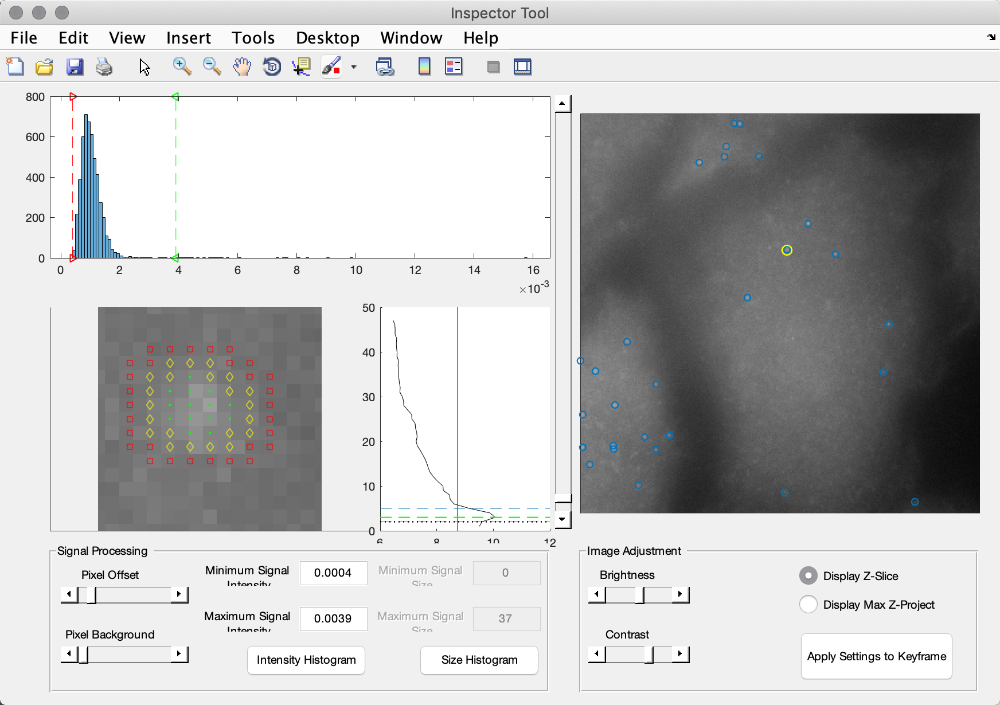 Inspector Tool
File Edit View Insert Tools Desktop Window Help
800
600
400
200
0
0 2 4 6 8 10 12 14 16
×10-3
50
40
30
20
10
0
6 8 10 12
Signal Processing
Pixel Offset
Minimum Signal
Intensity
0.0004
Minimum Signal
Size
0
Maximum Signal
Intensity
0.0039
Maximum Signal
Size
37
Pixel Background
Intensity Histogram
Size Histogram
Image Adjustment
Brightness
Display Z-Slice
Display Max Z-Project
Contrast
Apply Settings to Keyframe